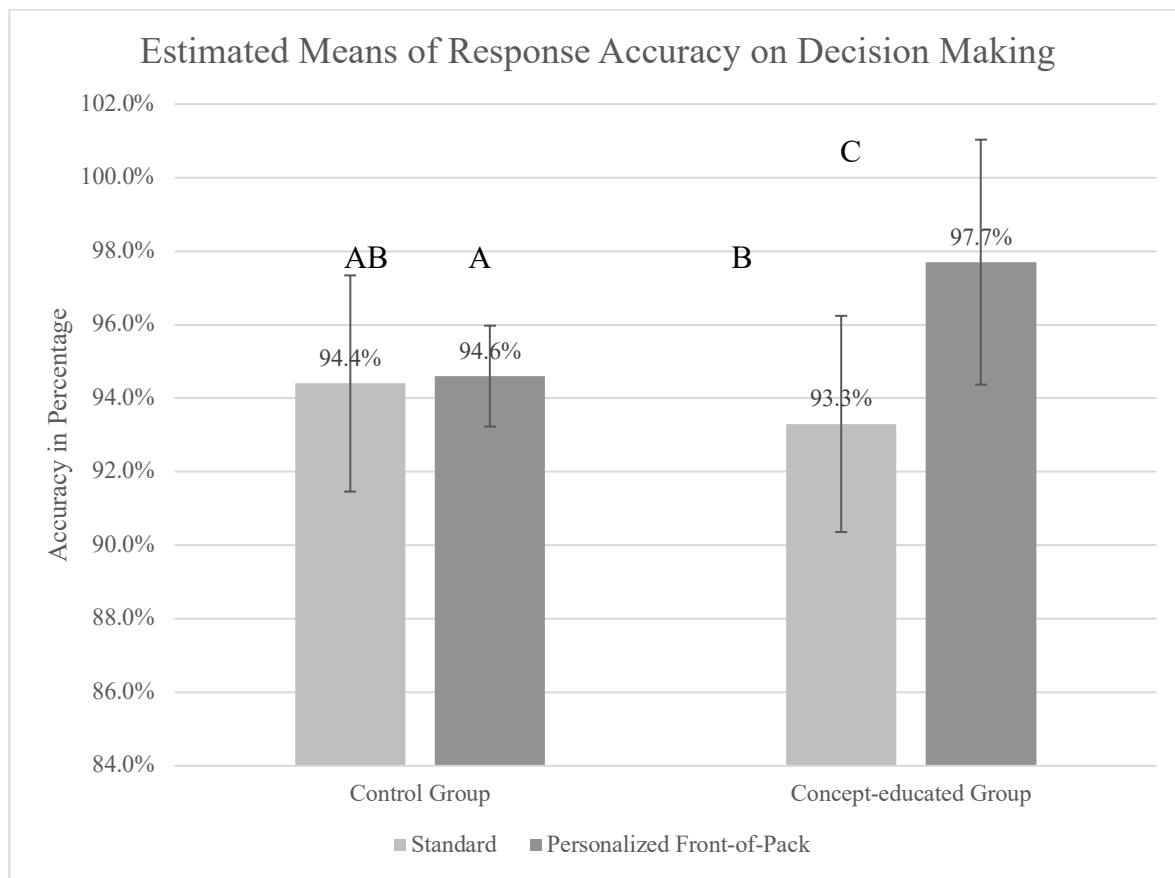 Estimated Means of Response Accuracy on Decision Making
102.0%
100.0%
98.0%
96.0%
94.0%
92.0%
90.0%
88.0%
86.0%
84.0%
Accuracy in Percentage
AB
A
B
C
94.4%
94.6%
93.3%
97.7%
Control Group
Concept-educated Group
Standard
Personalized Front-of-Pack